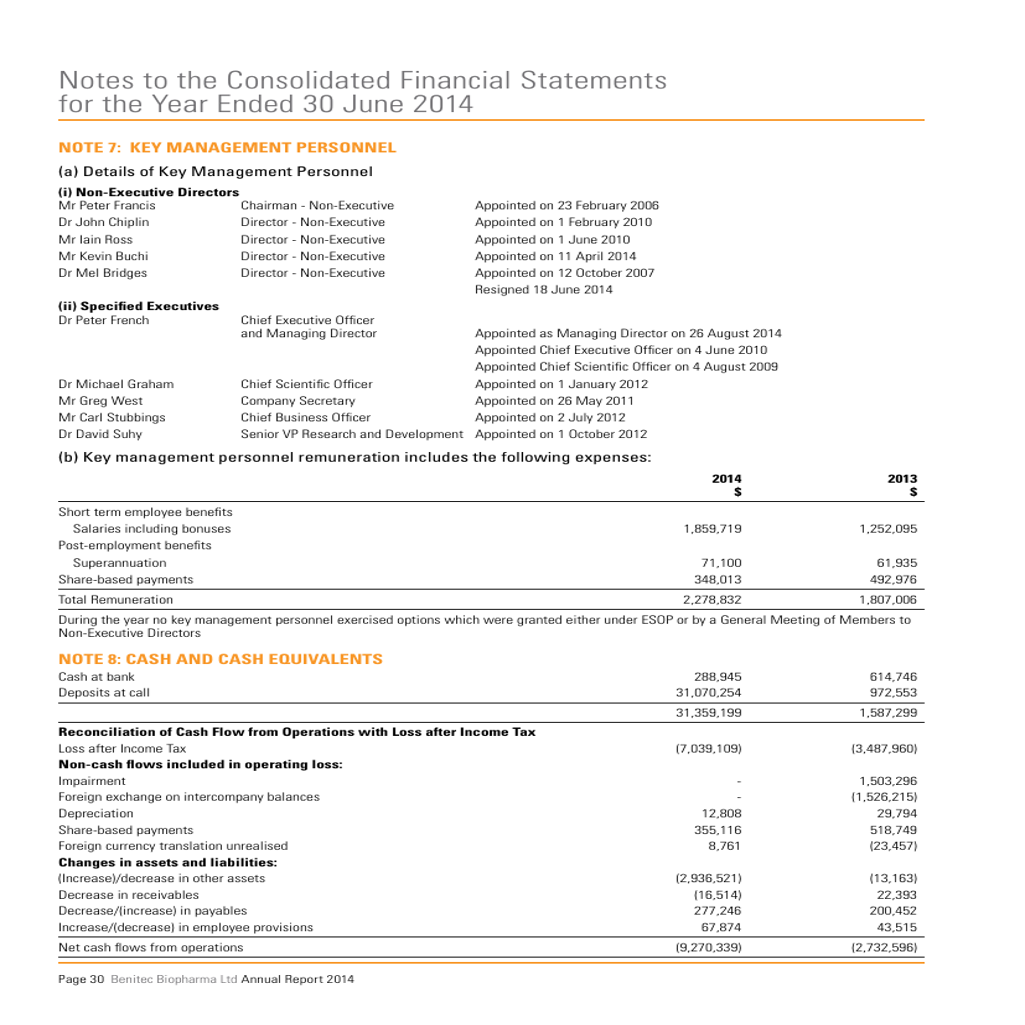 Notes to the Consolidated Financial Statements
for the Year Ended 30 June 2014
NOTE 7: KEY MANAGEMENT PERSONNEL
(a) Details of Key Management Personnel
(i) Non-Executive Directors
Mr Peter Francis Chairman - Non-Executive Appointed on 23 February 2006
Dr John Chiplin Director - Non-Executive Appointed on 1 February 2010
Mr Iain Ross Director - Non-Executive Appointed on 1 June 2010
Mr Kevin Buchi Director - Non-Executive Appointed on 11 April 2014
Dr Mel Bridges Director - Non-Executive Appointed on 12 October 2007
Resigned 18 June 2014
(ii) Specified Executives
Dr Peter French Chief Executive Officer
and Managing Director Appointed as Managing Director on 26 August 2014
Appointed Chief Executive Officer on 4 June 2010
Appointed Chief Scientific Officer on 4 August 2009
Dr Michael Graham Chief Scientific Officer Appointed on 1 January 2012
Mr Greg West Company Secretary Appointed on 26 May 2011
Mr Carl Stubbings Chief Business Officer Appointed on 2 July 2012
Dr David Suhy Senior VP Research and Development Appointed on 1 October 2012
(b) Key management personnel remuneration includes the following expenses:
2014 2013
$ $
Short term employee benefits
Salaries including bonuses 1,859,719 1,252,095
Post-employment benefits
Superannuation 71,100 61,935
Share-based payments 348,013 492,976
Total Remuneration 2,278,832 1,807,006
During the year no key management personnel exercised options which were granted either under ESOP or by a General Meeting of Members to
Non-Executive Directors
NOTE 8: CASH AND CASH EQUIVALENTS
Cash at bank 288,945 614,746
Deposits at call 31,070,254 972,553
31,359,199 1,587,299
Reconciliation of Cash Flow from Operations with Loss after Income Tax
Loss after Income Tax (7,039,109) (3,487,960)
Non-cash flows included in operating loss:
Impairment - 1,503,296
Foreign exchange on intercompany balances - (1,526,215)
Depreciation 12,808 29,794
Share-based payments 355,116 518,749
Foreign currency translation unrealised 8,761 (23,457)
Changes in assets and liabilities:
(Increase)/decrease in other assets (2,936,521) (13,163)
Decrease in receivables (16,514) 22,393
Decrease/(increase) in payables 277,246 200,452
Increase/(decrease) in employee provisions 67,874 43,515
Net cash flows from operations (9,270,339) (2,732,596)
Page 30 Benitec Biopharma Ltd Annual Report 2014